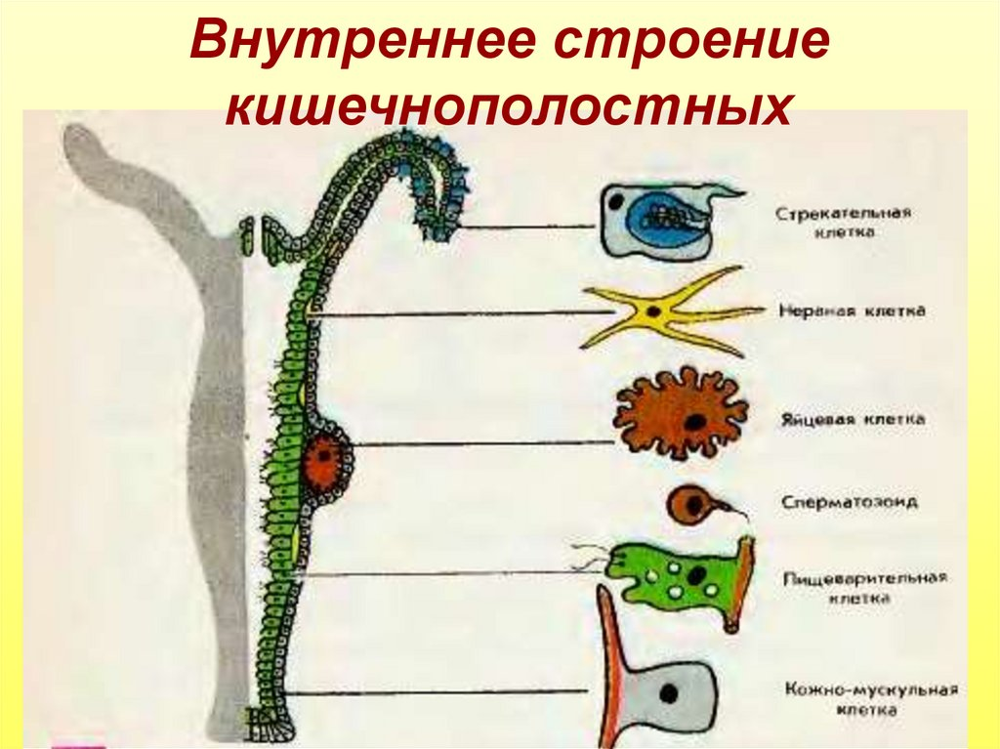 Внутреннее строение
кишечнополостных
Стрекательная
клетка
Нервная клетка
Яйцевая клетка
Сперматозоид
Пищеварительная
клетка
Кожно-мускульная
клетка